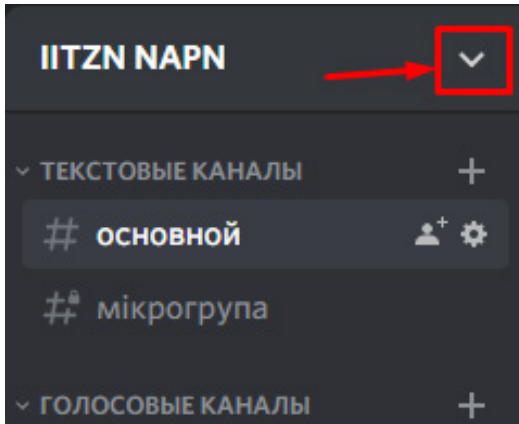 IITZN NAPN
ТЕКСТОВЫЕ КАНАЛЫ
основной
мікрогрупа
ГОЛОСОВЫЕ КАНАЛЫ